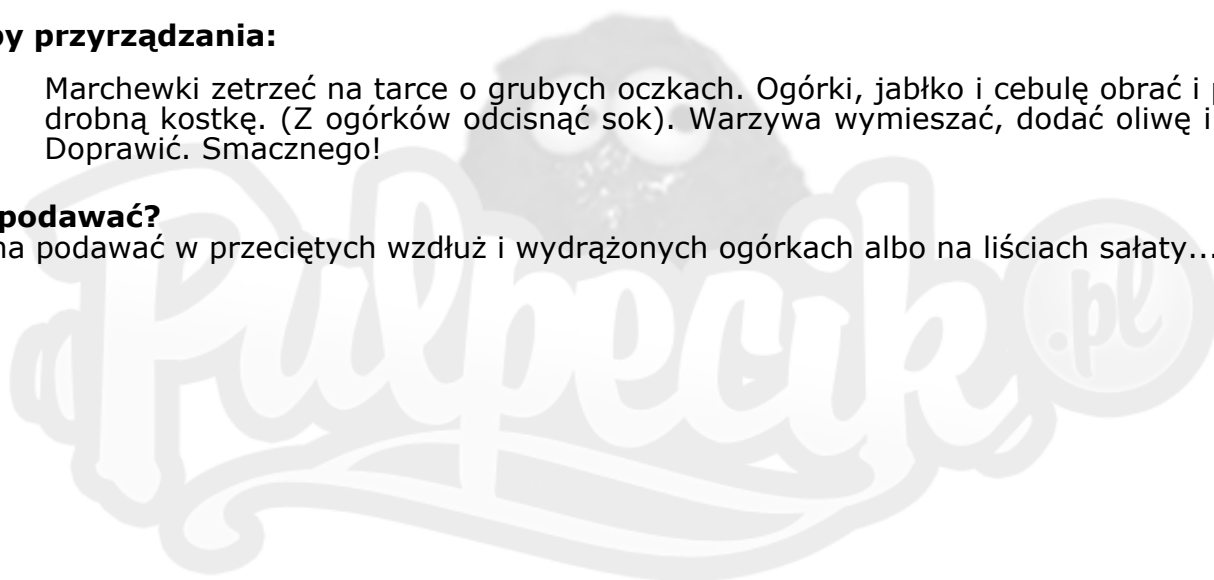 by przyrządzania:
Marchewki zetrzeć na tarce o grubych oczkach. Ogórki, jabłko i cebulę obrać i
drobną kostkę. (Z ogórków odcisnąć sok). Warzywa wymieszać, dodać oliwę i
Doprawić. Smacznego!
podawać?
na podawać w przeciętych wzdłuż i wydrążonych ogórkach albo na liściach sałaty...
Pulpecik.pl